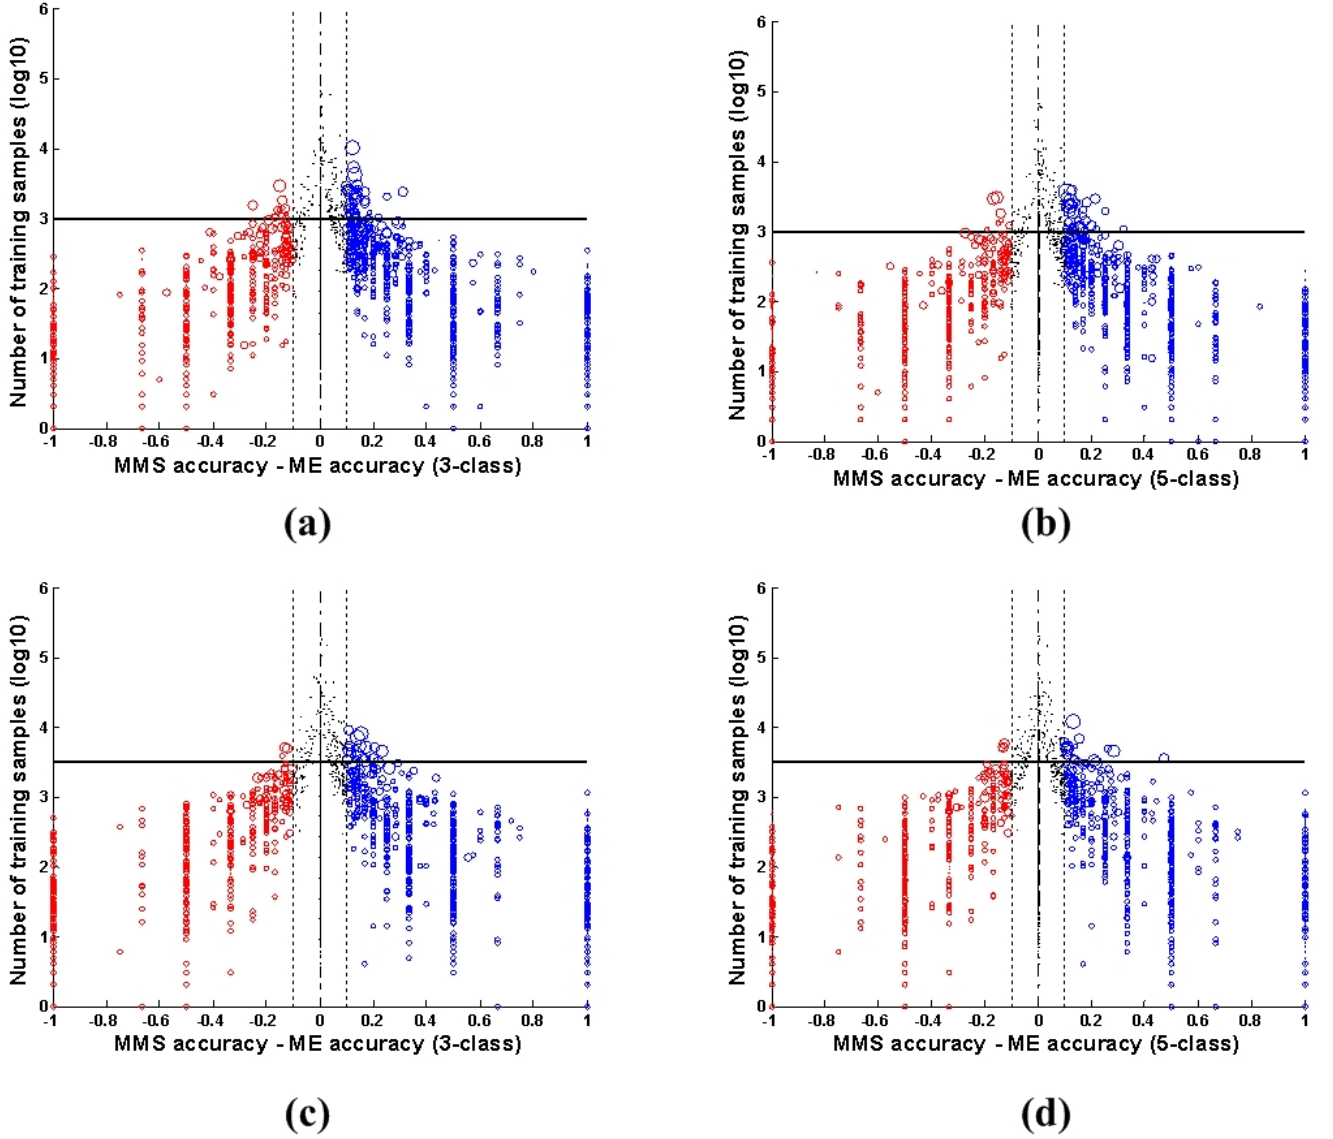 6
5
4
3
2
1
0
Number of training samples (log10)
-1 -0.8 -0.6 -0.4 -0.2 0 0.2 0.4 0.6 0.8 1
MMS accuracy - ME accuracy (3-class)
(a)
6
5
4
3
2
1
0
Number of training samples (log10)
-1 -0.8 -0.6 -0.4 -0.2 0 0.2 0.4 0.6 0.8 1
MMS accuracy - ME accuracy (5-class)
(b)
6
5
4
3
2
1
0
Number of training samples (log10)
-1 -0.8 -0.6 -0.4 -0.2 0 0.2 0.4 0.6 0.8 1
MMS accuracy - ME accuracy (3-class)
(c)
6
5
4
3
2
1
0
Number of training samples (log10)
-1 -0.8 -0.6 -0.4 -0.2 0 0.2 0.4 0.6 0.8 1
MMS accuracy - ME accuracy (5-class)
(d)